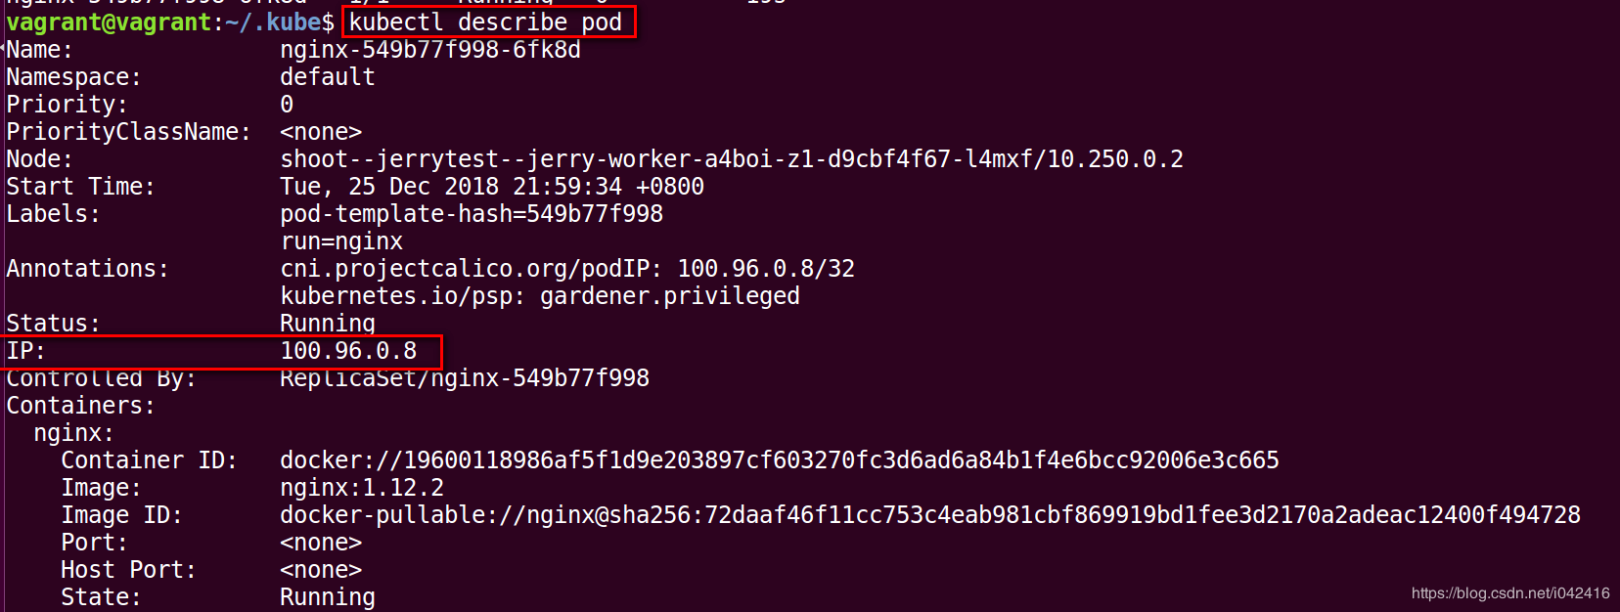 vagrant@vagrant:~/.kube$ kubectl describe pod
Name: nginx-549b77f998-6fk8d
Namespace: default
Priority: 0
PriorityClassName: <none>
Node: shoot--jerrytest--jerry-worker-a4boi-z1-d9cbf4f67-l4mxf/10.250.0.2
Start Time: Tue, 25 Dec 2018 21:59:34 +0800
Labels: pod-template-hash=549b77f998
run=nginx
Annotations: cni.projectcalico.org/podIP: 100.96.0.8/32
kubernetes.io/psp: gardener.privileged
Status: Running
IP: 100.96.0.8
Controlled By: ReplicaSet/nginx-549b77f998
Containers:
nginx:
Container ID: docker://19600118986af5f1d9e203897cf603270fc3d6ad6a84b1f4e6bcc92006e3c665
Image: nginx:1.12.2
Image ID: docker-pullable://nginx@sha256:72daaf46f11cc753c4eab981cbf869919bd1fee3d2170a2adeac12400f494728
Port: <none>
Host Port: <none>
State: Running
https://blog.csdn.net/i042416